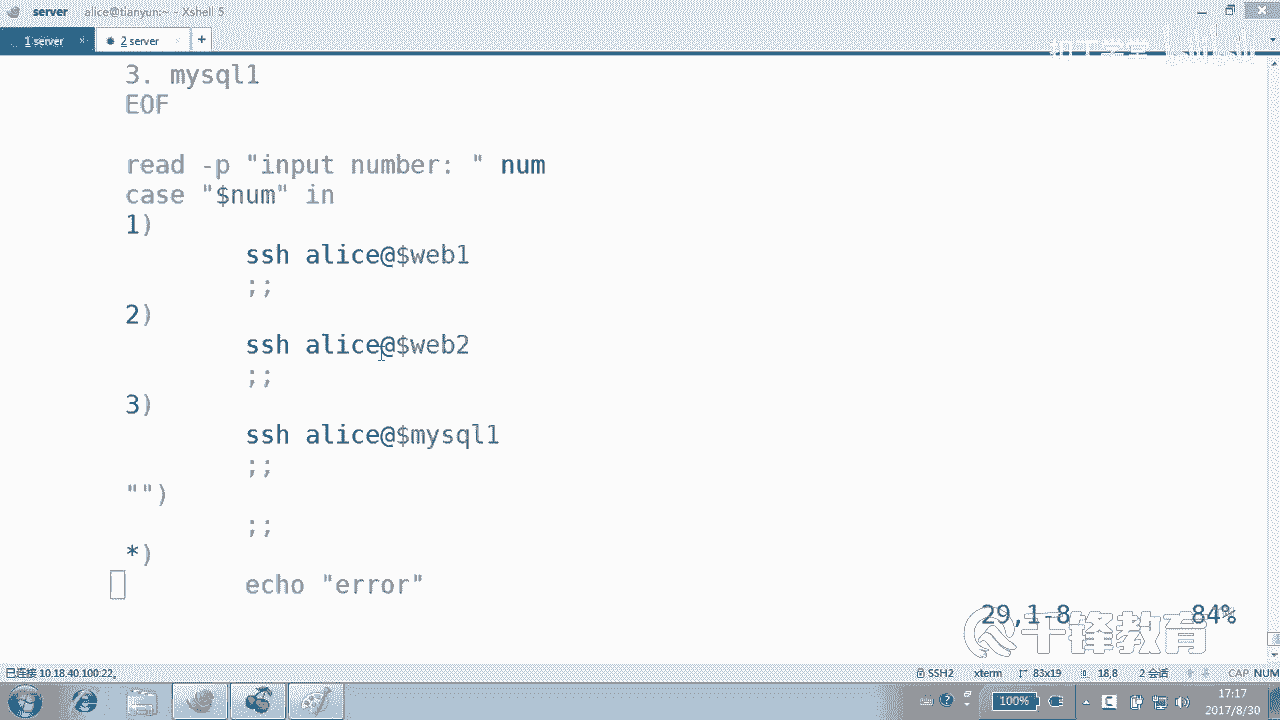 server alice@tianyun:~ - Xshell 5
1 server
2 server
+
3. mysql1
EOF
read -p "input number: " num
case "$num" in
1)
ssh alice@$web1
;;
2)
ssh alice@$web2
;;
3)
ssh alice@$mysql1
;;
"")
;;
*)
echo "error"
29,1-8 84%
千锋教育
已连接 10.18.40.100:22。
SSH2 xterm 83x19 18,8 2 会话 CAP NUM
100% 17:17
2017/8/30